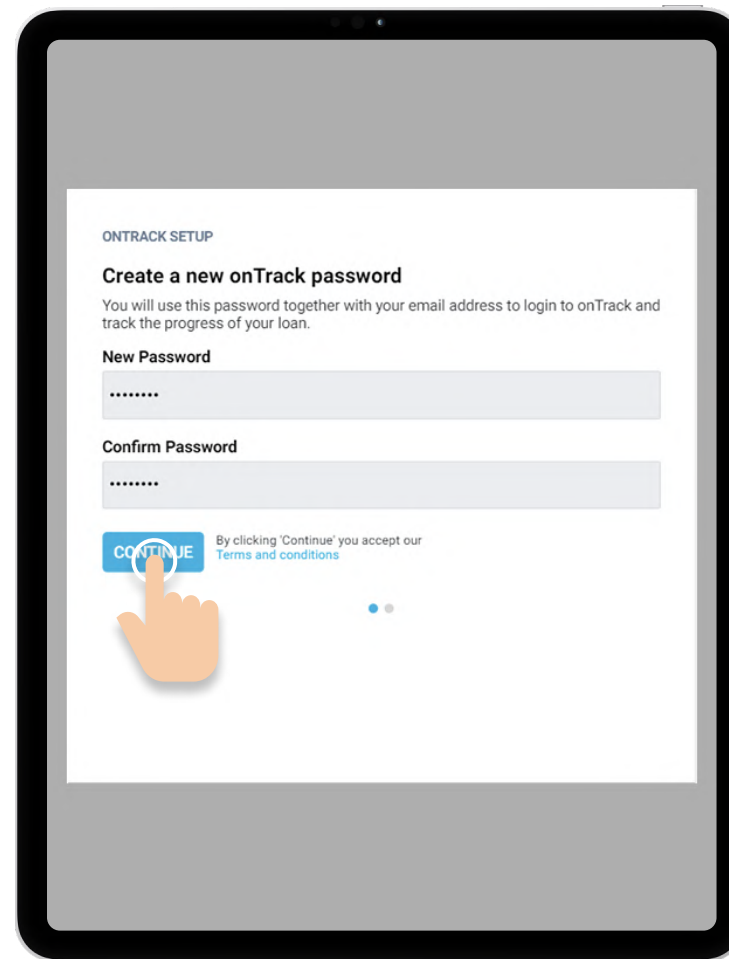 ONTRACK SETUP
Create a new onTrack password
You will use this password together with your email address to login to onTrack and
track the progress of your loan.
New Password
••••••••
Confirm Password
••••••••
CONTINUE
By clicking 'Continue' you accept our
Terms and conditions